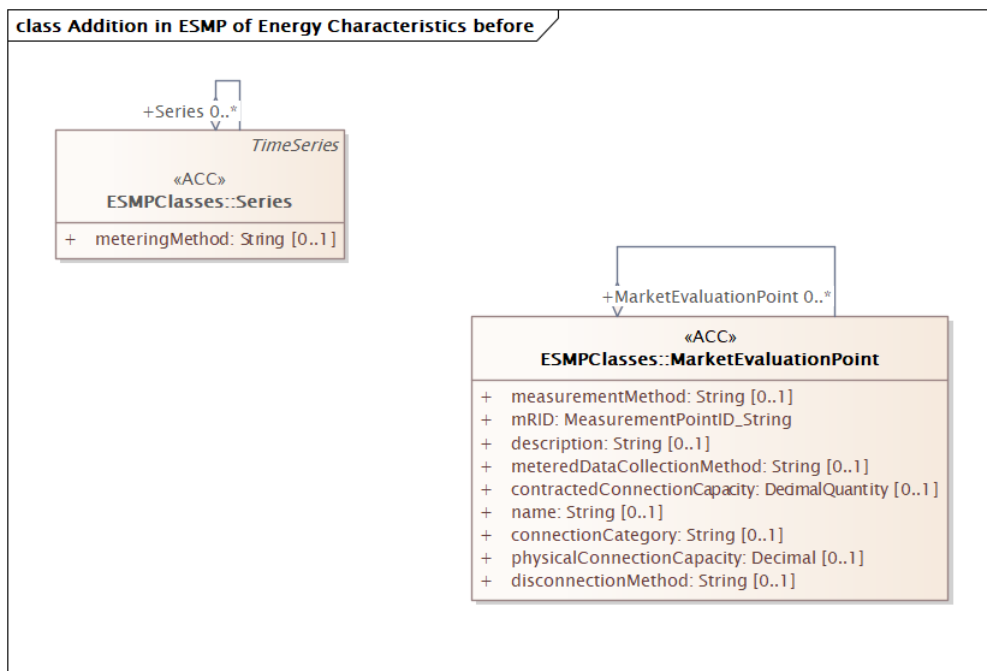 class Addition in ESMP of Energy Characteristics before
+Series 0..*
TimeSeries
«ACC»
ESMPClasses::Series
+ meteringMethod: String [0..1]
+MarketEvaluationPoint 0..*
«ACC»
ESMPClasses::MarketEvaluationPoint
+ measurementMethod: String [0..1]
+ mRID: MeasurementPointID_String
+ description: String [0..1]
+ meteredDataCollectionMethod: String [0..1]
+ contractedConnectionCapacity: DecimalQuantity [0..1]
+ name: String [0..1]
+ connectionCategory: String [0..1]
+ physicalConnectionCapacity: Decimal [0..1]
+ disconnectionMethod: String [0..1]